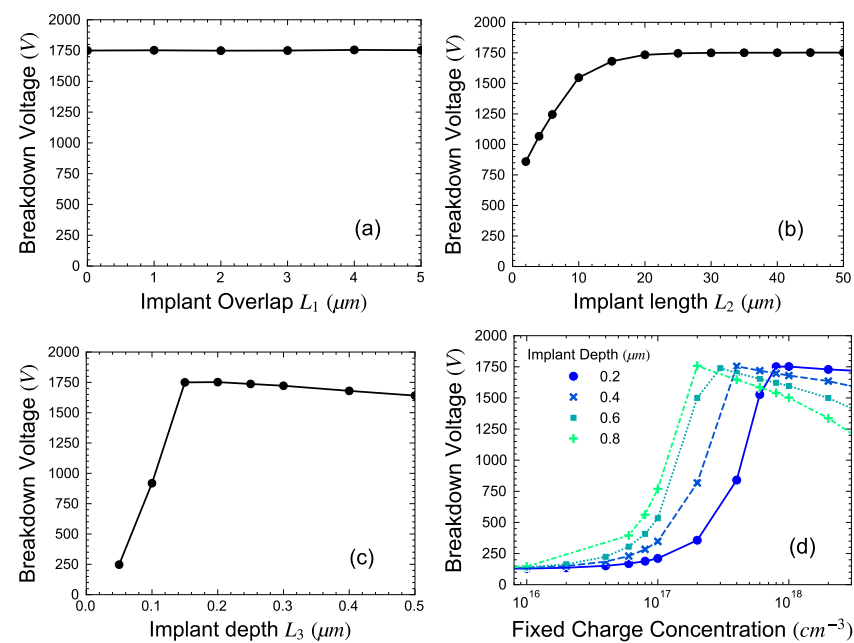 2000
1750
1500
1250
1000
750
500
250
0
Breakdown Voltage (V)
(a)
0 1 2 3 4 5
Implant Overlap L1 (μm)
2000
1750
1500
1250
1000
750
500
250
0
Breakdown Voltage (V)
(b)
0 10 20 30 40 50
Implant length L2 (μm)
2000
1750
1500
1250
1000
750
500
250
0
Breakdown Voltage (V)
(c)
0.0 0.1 0.2 0.3 0.4 0.5
Implant depth L3 (μm)
2000
1750
1500
1250
1000
750
500
250
0
Breakdown Voltage (V)
Implant Depth (μm)
0.2
0.4
0.6
0.8
(d)
10^16 10^17 10^18
Fixed Charge Concentration (cm−3)